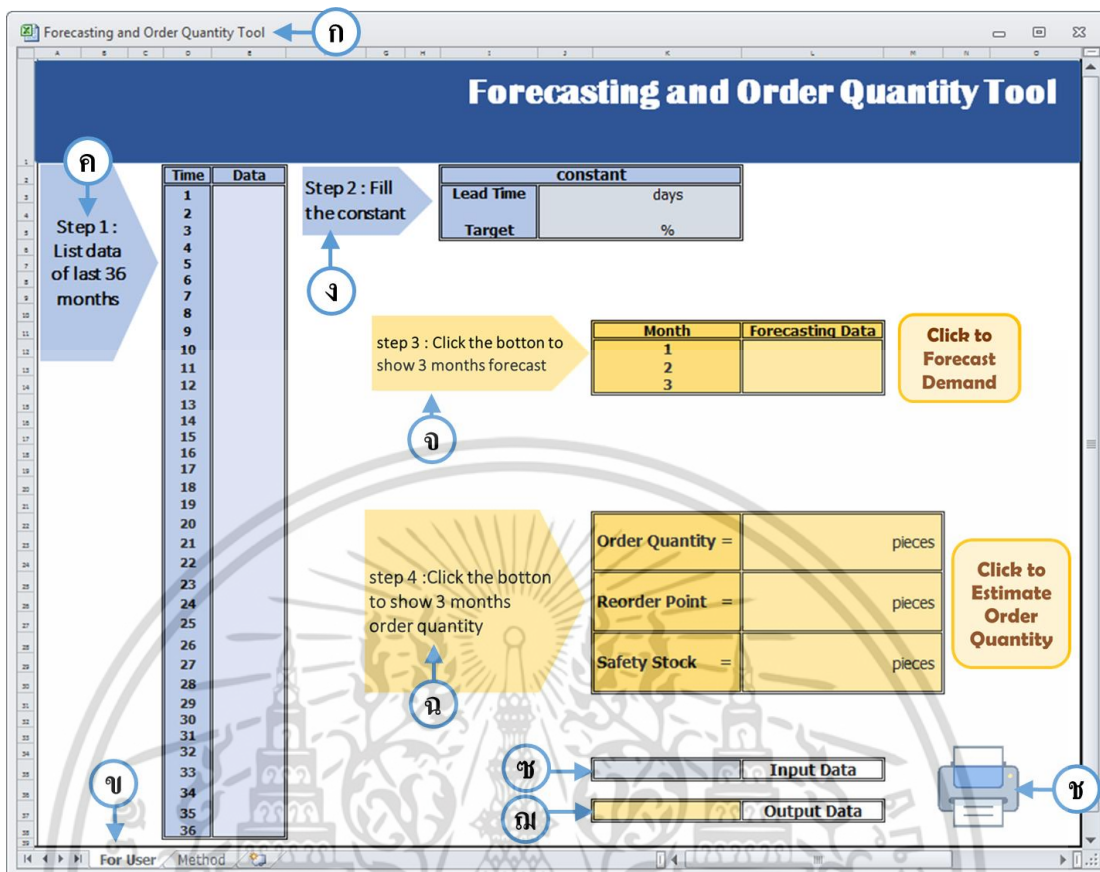 Forecasting and Order Quantity Tool
ก
A B C D E G H I J K L M N O
Forecasting and Order Quantity Tool
ค
Step 1 :
List data
of last 36
months
Time Data
1
2
3
4
5
6
7
8
9
10
11
12
13
14
15
16
17
18
19
20
21
22
23
24
25
26
27
28
29
30
31
32
33
34
35
36
Step 2 : Fill
the constant
ง
constant
Lead Time days
Target %
step 3 : Click the botton to
show 3 months forecast
จ
Month Forecasting Data
1
2
3
Click to
Forecast
Demand
step 4 :Click the botton
to show 3 months
order quantity
ฉ
Order Quantity = pieces
Reorder Point = pieces
Safety Stock = pieces
Click to
Estimate
Order
Quantity
ซ
Input Data
ฌ
Output Data
ช
ข
For User Method